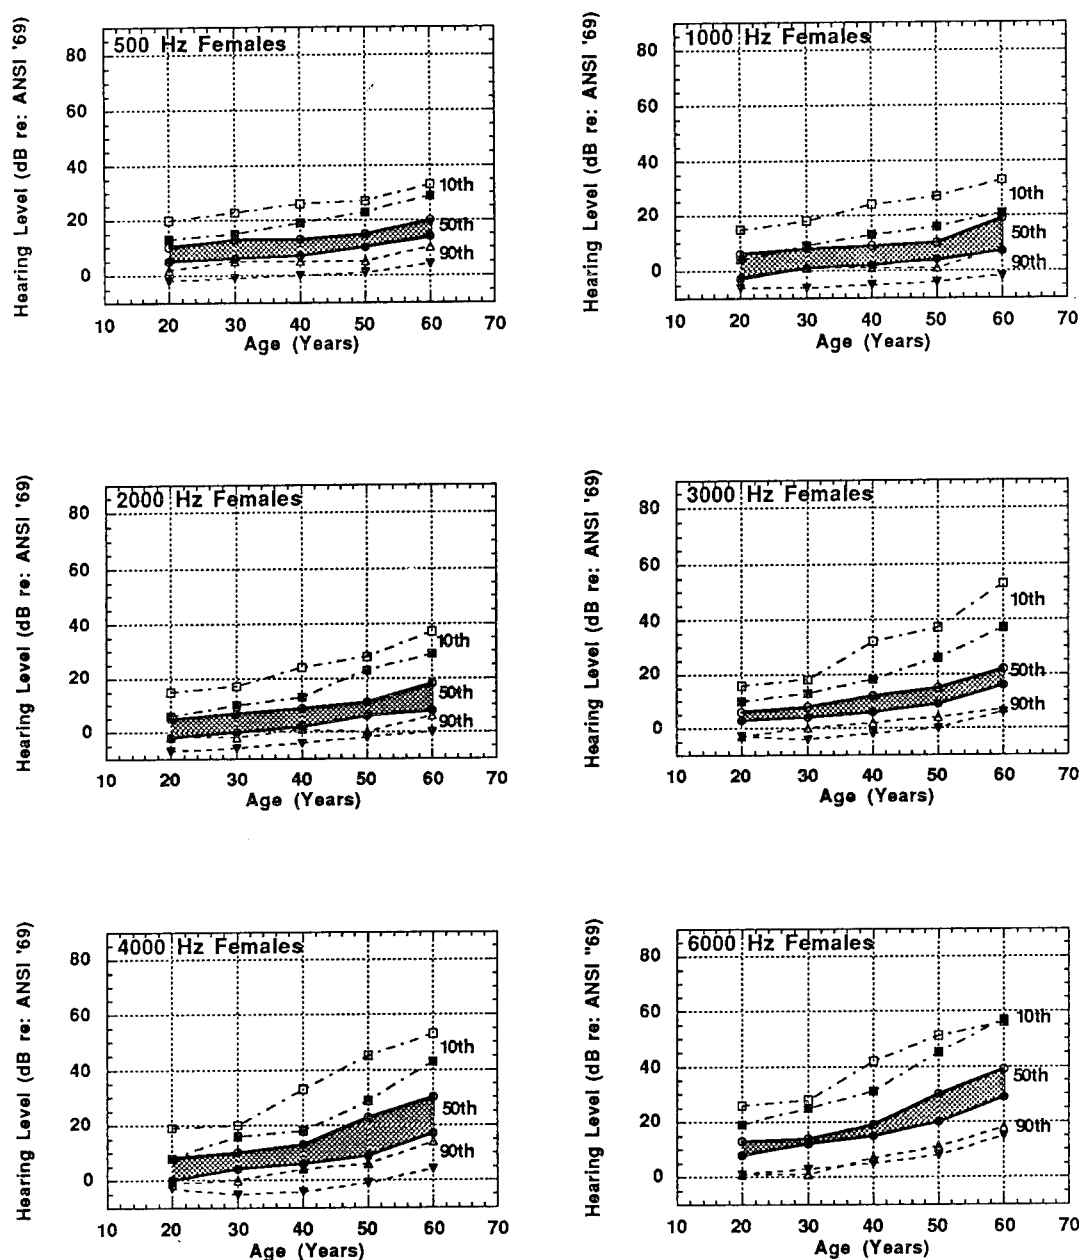 500 Hz Females
Hearing Level (dB re: ANSI '69)
80
60
40
20
0
10th
50th
90th
10 20 30 40 50 60 70
Age (Years)
1000 Hz Females
Hearing Level (dB re: ANSI '69)
80
60
40
20
0
10th
50th
90th
10 20 30 40 50 60 70
Age (Years)
2000 Hz Females
Hearing Level (dB re: ANSI '69)
80
60
40
20
0
10th
50th
90th
10 20 30 40 50 60 70
Age (Years)
3000 Hz Females
Hearing Level (dB re: ANSI '69)
80
60
40
20
0
10th
50th
90th
10 20 30 40 50 60 70
Age (Years)
4000 Hz Females
Hearing Level (dB re: ANSI '69)
80
60
40
20
0
10th
50th
90th
10 20 30 40 50 60 70
Age (Years)
6000 Hz Females
Hearing Level (dB re: ANSI "69)
80
60
40
20
0
10th
50th
90th
10 20 30 40 50 60 70
Age (Years)